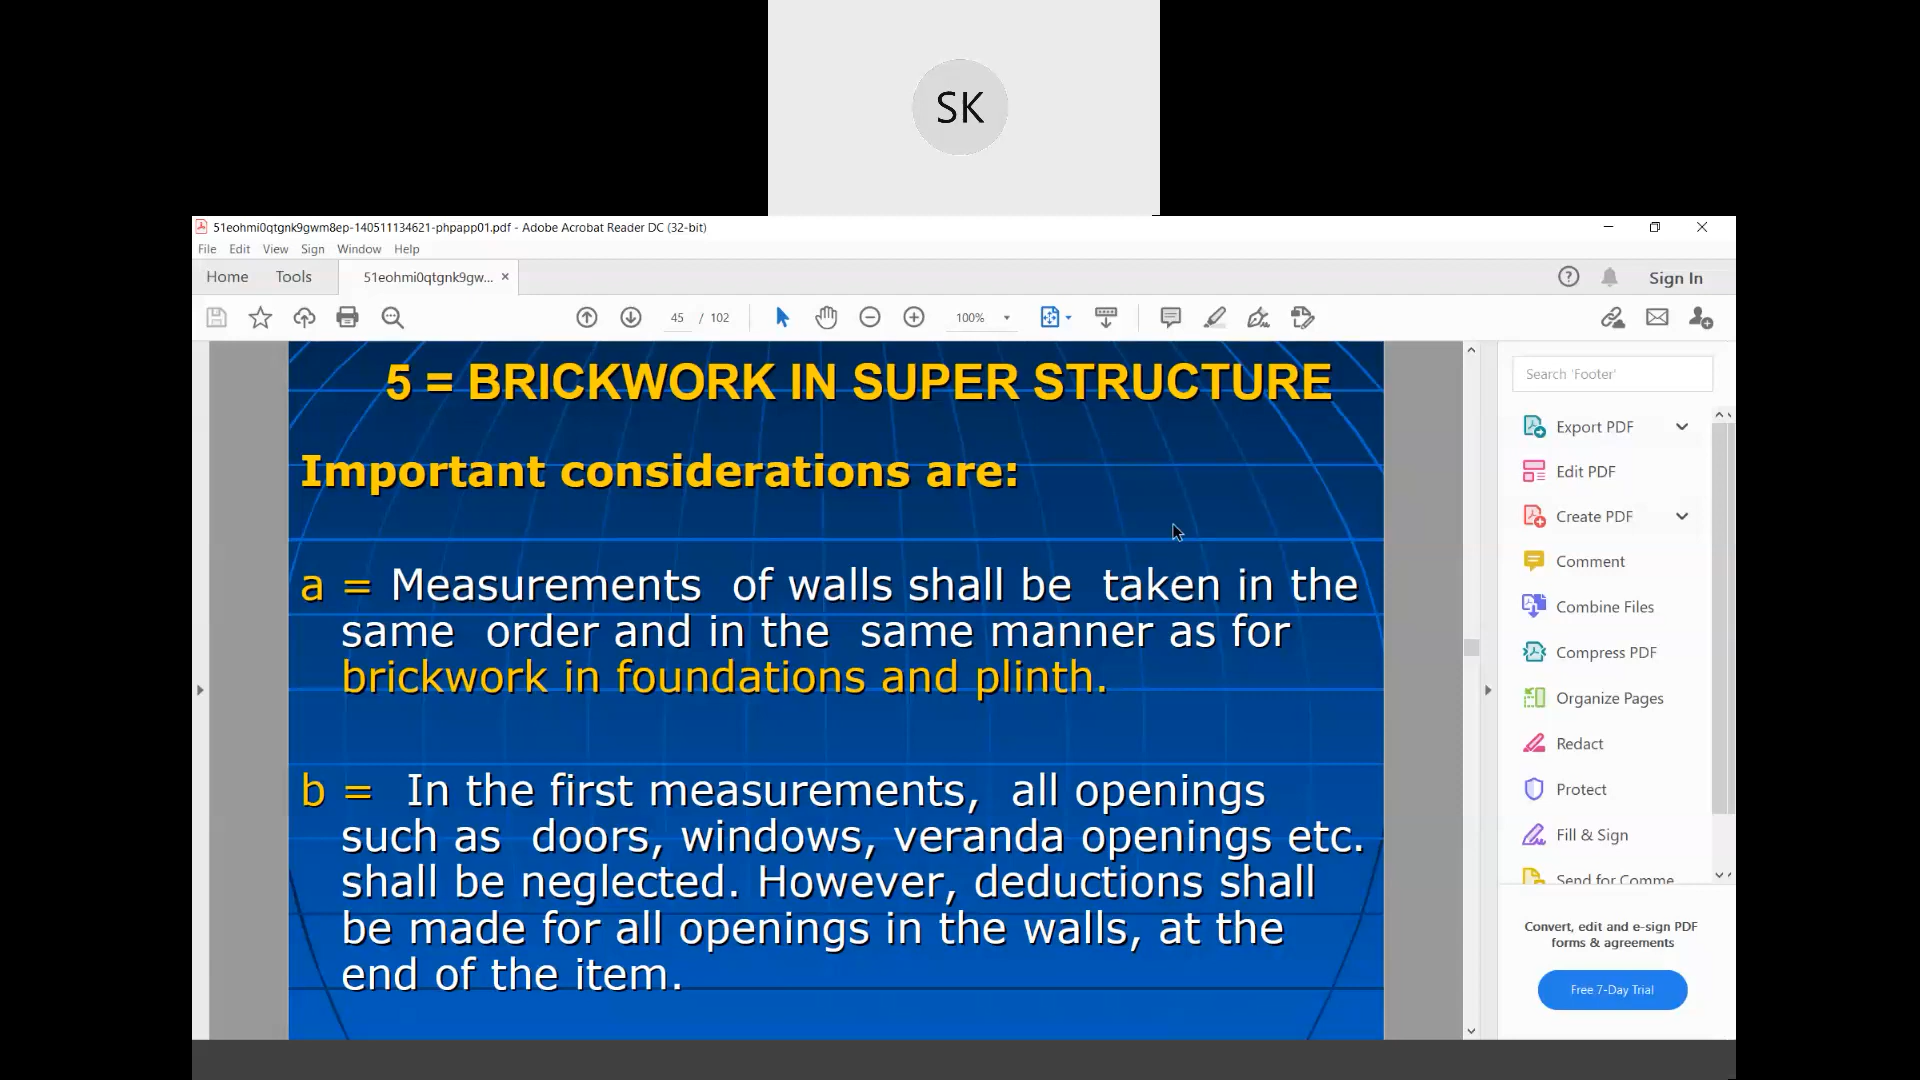 SK
51eohmi0qtgnk9gwm8ep-140511134621-phpapp01.pdf - Adobe Acrobat Reader DC (32-bit)
File Edit View Sign Window Help
Home Tools 51eohmi0qtgnk9gw... × Sign In
45 / 102 100%
5 = BRICKWORK IN SUPER STRUCTURE
Important considerations are:
a = Measurements of walls shall be taken in the
same order and in the same manner as for
brickwork in foundations and plinth.
b = In the first measurements, all openings
such as doors, windows, veranda openings etc.
shall be neglected. However, deductions shall
be made for all openings in the walls, at the
end of the item.
Search 'Footer'
Export PDF
Edit PDF
Create PDF
Comment
Combine Files
Compress PDF
Organize Pages
Redact
Protect
Fill & Sign
Send for Comme
Convert, edit and e-sign PDF
forms & agreements
Free 7-Day Trial